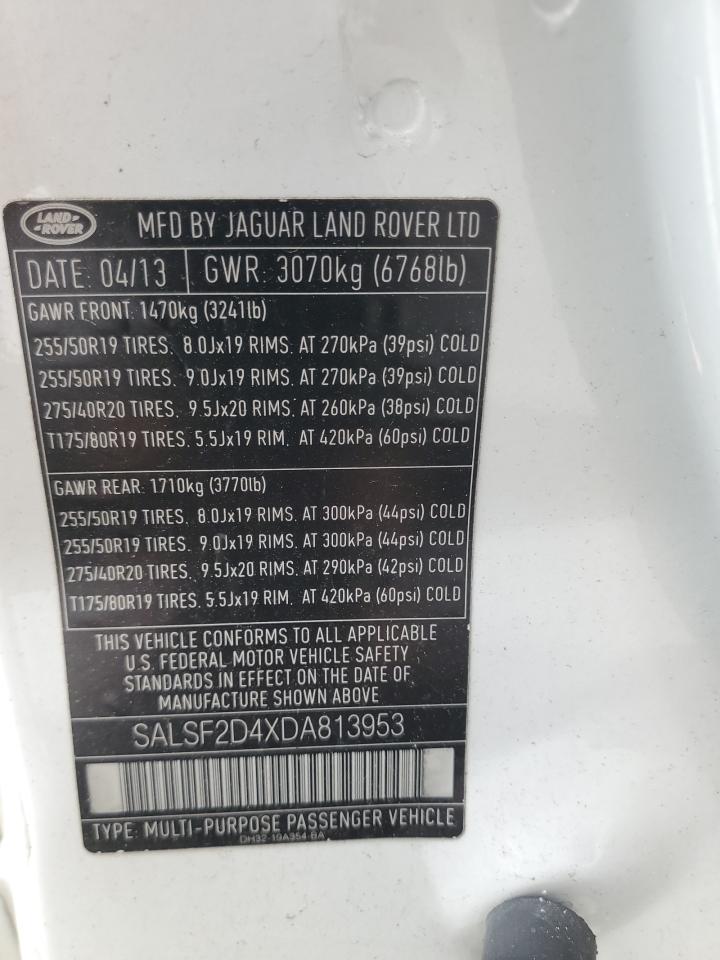 LAND-
-ROVER
MFD BY JAGUAR LAND ROVER LTD
DATE: 04/13 GWR: 3070kg (6768lb)
GAWR FRONT: 1470kg (3241lb)
255/50R19 TIRES. 8.0Jx19 RIMS. AT 270kPa (39psi) COLD
255/50R19 TIRES. 9.0Jx19 RIMS. AT 270kPa (39psi) COLD
275/40R20 TIRES. 9.5Jx20 RIMS. AT 260kPa (38psi) COLD
T175/80R19 TIRES. 5.5Jx19 RIM. AT 420kPa (60psi) COLD
GAWR REAR: 1710kg (3770lb)
255/50R19 TIRES. 8.0Jx19 RIMS. AT 300kPa (44psi) COLD
255/50R19 TIRES. 9.0Jx19 RIMS. AT 300kPa (44psi) COLD
275/40R20 TIRES. 9.5Jx20 RIMS. AT 290kPa (42psi) COLD
T175/80R19 TIRES. 5.5Jx19 RIM. AT 420kPa (60psi) COLD
THIS VEHICLE CONFORMS TO ALL APPLICABLE
U.S. FEDERAL MOTOR VEHICLE SAFETY
STANDARDS IN EFFECT ON THE DATE OF
MANUFACTURE SHOWN ABOVE
SALSF2D4XDA813953
TYPE: MULTI-PURPOSE PASSENGER VEHICLE
DH32-19A354-BA